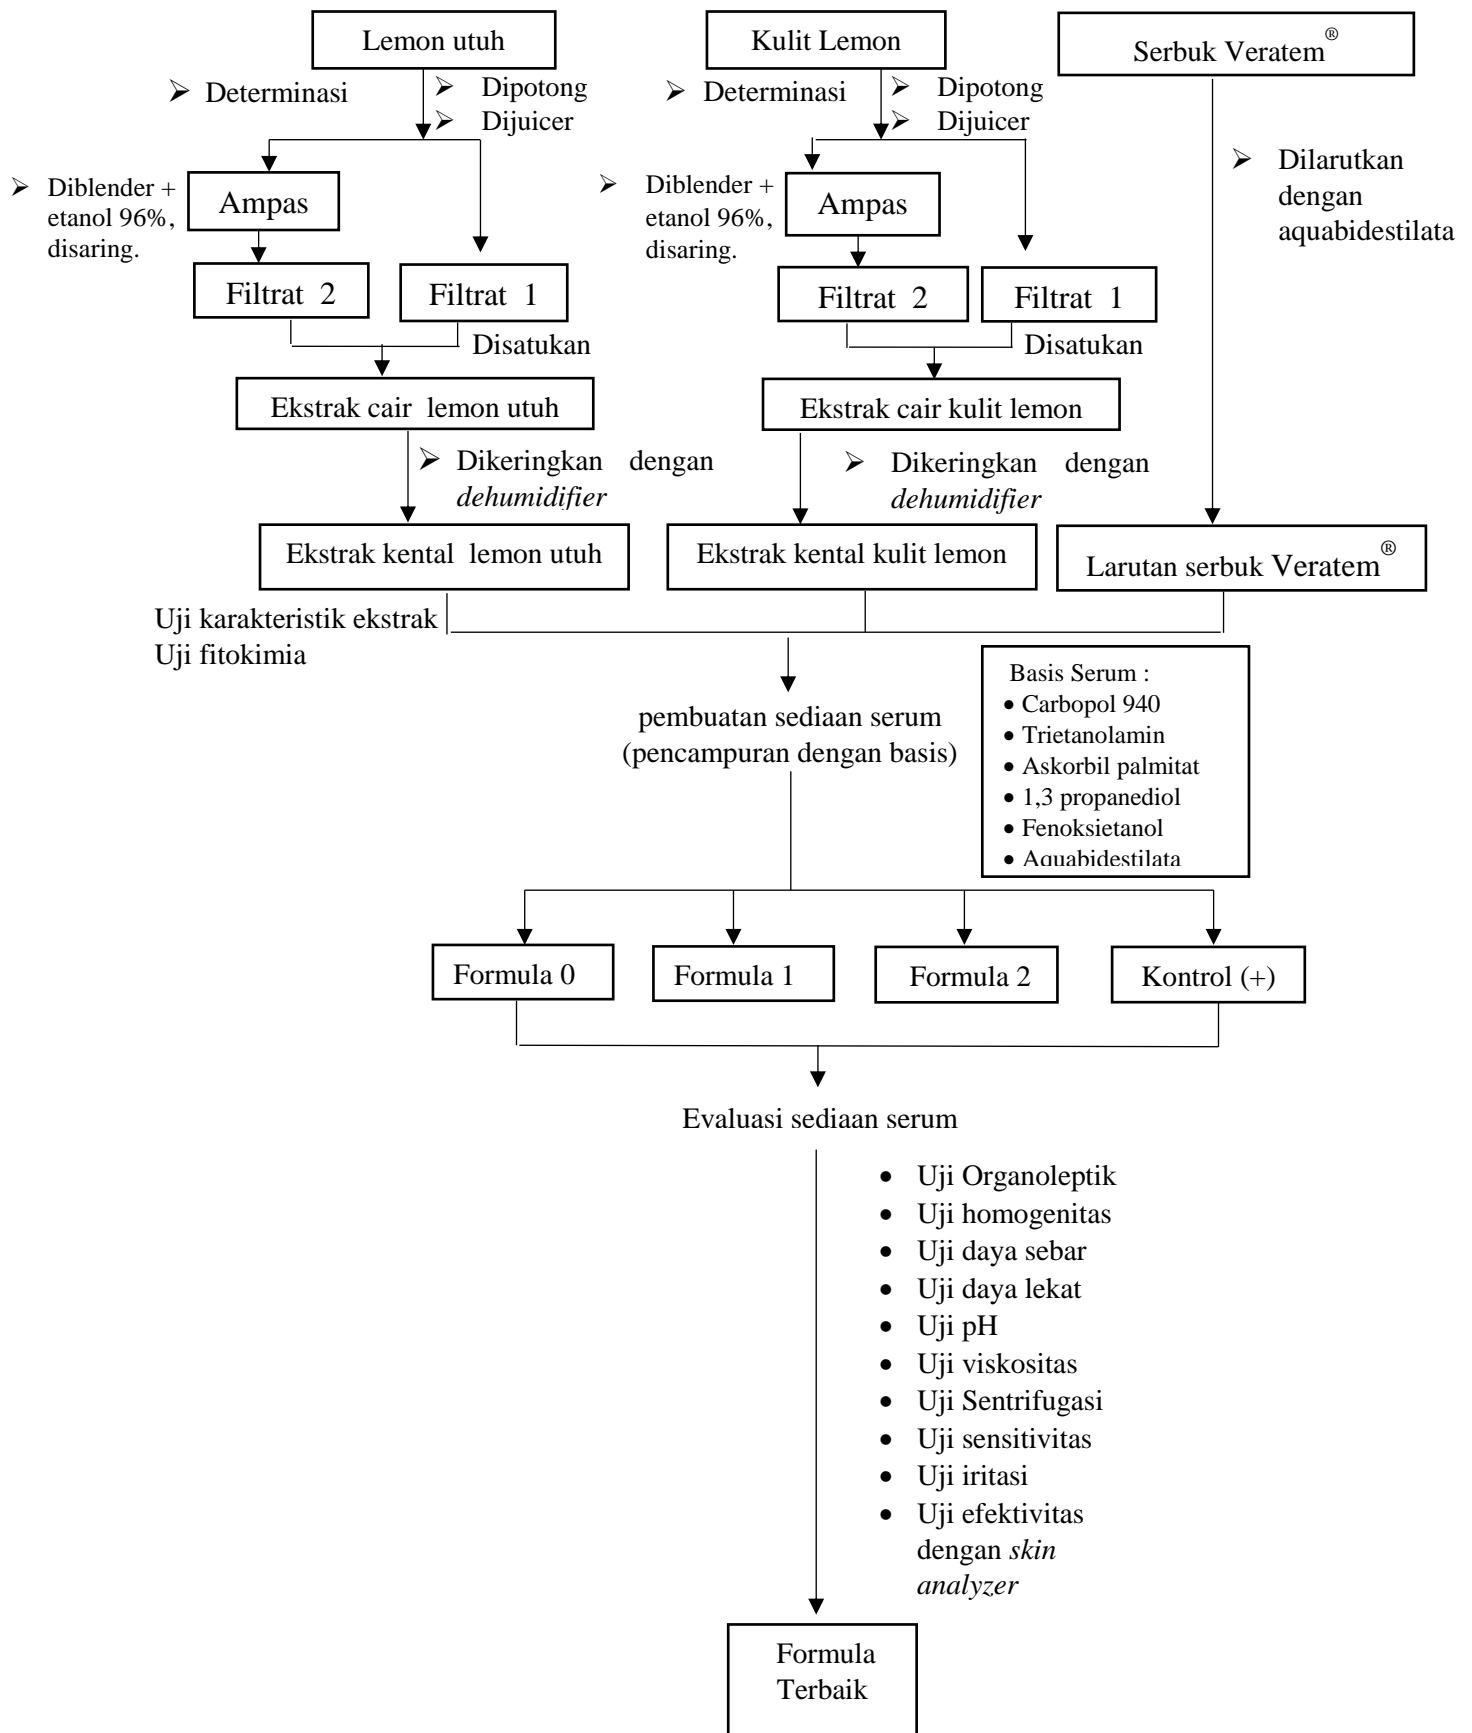 Lemon utuh
Kulit Lemon
Serbuk Veratem®
➢ Determinasi
➢ Dipotong
➢ Dijuicer
➢ Determinasi
➢ Dipotong
➢ Dijuicer
➢ Dilarutkan
dengan
aquabidestilata
➢ Diblender +
etanol 96%,
disaring.
Ampas
➢ Diblender +
etanol 96%,
disaring.
Ampas
Filtrat 2
Filtrat 1
Filtrat 2
Filtrat 1
Disatukan
Disatukan
Ekstrak cair lemon utuh
Ekstrak cair kulit lemon
➢ Dikeringkan dengan
dehumidifier
➢ Dikeringkan dengan
dehumidifier
Ekstrak kental lemon utuh
Ekstrak kental kulit lemon
Larutan serbuk Veratem®
Uji karakteristik ekstrak
Uji fitokimia
pembuatan sediaan serum
(pencampuran dengan basis)
Basis Serum :
• Carbopol 940
• Trietanolamin
• Askorbil palmitat
• 1,3 propanediol
• Fenoksietanol
• Aquabidestilata
Formula 0
Formula 1
Formula 2
Kontrol (+)
Evaluasi sediaan serum
• Uji Organoleptik
• Uji homogenitas
• Uji daya sebar
• Uji daya lekat
• Uji pH
• Uji viskositas
• Uji Sentrifugasi
• Uji sensitivitas
• Uji iritasi
• Uji efektivitas
dengan skin
analyzer
Formula
Terbaik